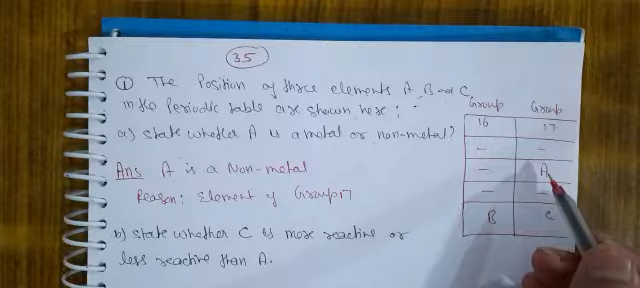 35
① The Position of three elements A, B and C
in the Periodic table are shown here:
a) state whether A is a metal or non-metal?
Ans A is a Non-metal
Reason: Element of Group 17
b) state whether C is more reactive or
less reactive than A.
Group Group
16 17
- -
- A
- -
B C